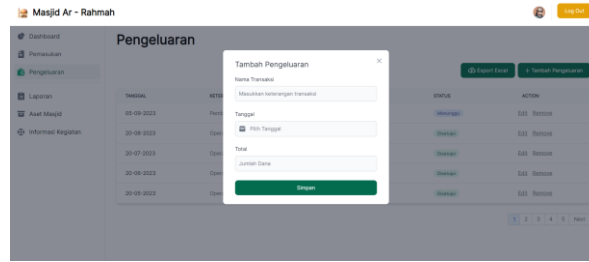 Masjid Ar - Rahmah
Log Out
Dashboard
Pemasukan
Pengeluaran
Laporan
Aset Masjid
Informasi Kegiatan
Pengeluaran
Export Excel
+ Tambah Pengeluaran
TANGGAL
STATUS
ACTION
05-09-2023
Menunggu
Edit Remove
20-08-2023
Disetujui
Edit Remove
20-07-2023
Disetujui
Edit Remove
20-06-2023
Disetujui
Edit Remove
20-05-2023
Disetujui
Edit Remove
1 2 3 4 5 Next
Tambah Pengeluaran
Nama Transaksi
Masukkan keterangan transaksi
Tanggal
Pilih Tanggal
Total
Jumlah Dana
Simpan